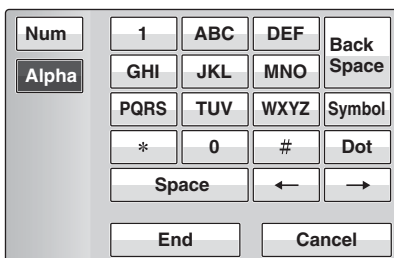 Num 1 ABC DEF Back Space
Alpha GHI JKL MNO
PQRS TUV WXYZ Symbol
* 0 # Dot
Space ← →
End Cancel